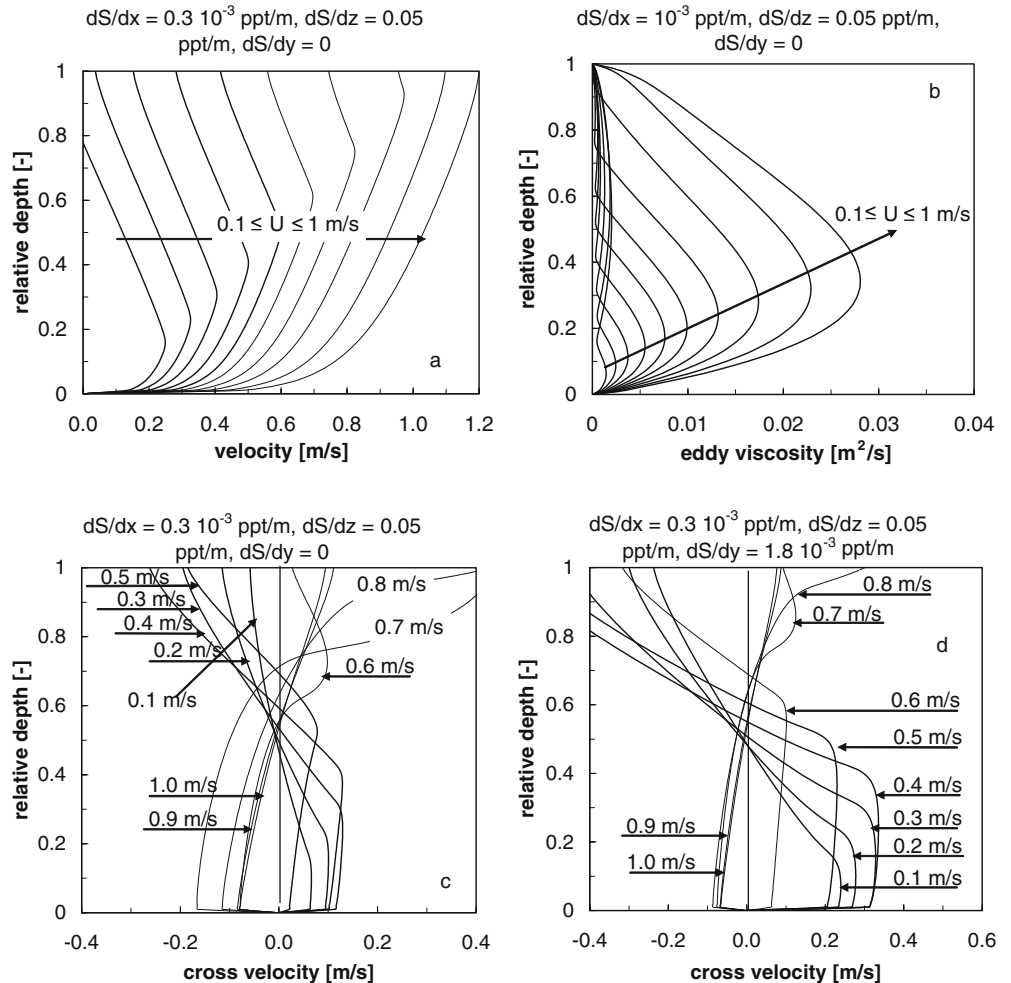 dS/dx = 0.3 10⁻³ ppt/m, dS/dz = 0.05
ppt/m, dS/dy = 0
1
0.8
0.6
0.4
0.2
0
relative depth [-]
0.1 ≤ U ≤ 1 m/s
a
0.0 0.2 0.4 0.6 0.8 1.0 1.2
velocity [m/s]
dS/dx = 10⁻³ ppt/m, dS/dz = 0.05 ppt/m,
dS/dy = 0
1
0.8
0.6
0.4
0.2
0
relative depth [-]
b
0.1≤ U ≤ 1 m/s
0 0.01 0.02 0.03 0.04
eddy viscosity [m²/s]
dS/dx = 0.3 10⁻³ ppt/m, dS/dz = 0.05
ppt/m, dS/dy = 0
1
0.8
0.6
0.4
0.2
0
relative depth [-]
0.5 m/s
0.3 m/s
0.4 m/s
0.2 m/s
0.1 m/s
0.8 m/s
0.7 m/s
0.6 m/s
1.0 m/s
0.9 m/s
c
-0.4 -0.2 0.0 0.2 0.4
cross velocity [m/s]
dS/dx = 0.3 10⁻³ ppt/m, dS/dz = 0.05
ppt/m, dS/dy = 1.8 10⁻³ ppt/m
1
0.8
0.6
0.4
0.2
0
relative depth [-]
0.8 m/s
0.7 m/s
d
0.6 m/s
0.5 m/s
0.4 m/s
0.3 m/s
0.2 m/s
0.1 m/s
0.9 m/s
1.0 m/s
-0.4 -0.2 0.0 0.2 0.4 0.6
cross velocity [m/s]